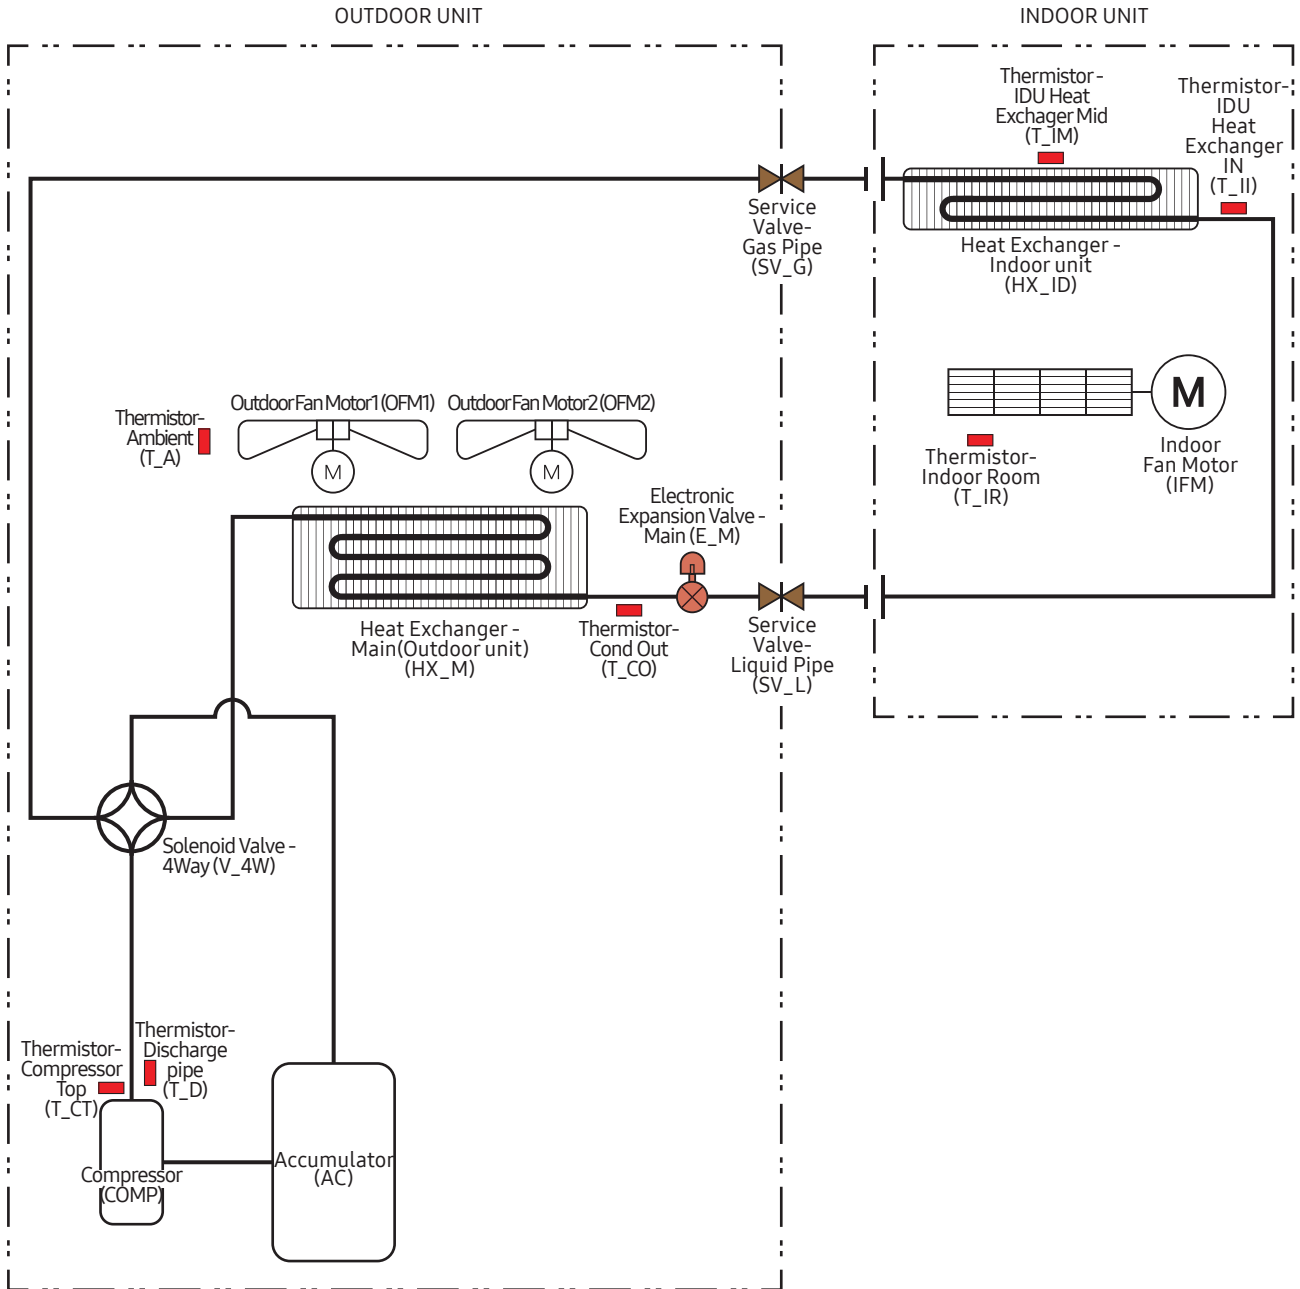 OUTDOOR UNIT
INDOOR UNIT
Thermistor-
IDU Heat
Exchager Mid
(T_IM)
Thermistor-
IDU
Heat
Exchanger
IN
(T_II)
Service
Valve-
Gas Pipe
(SV_G)
Heat Exchanger -
Indoor unit
(HX_ID)
Thermistor-
Ambient
(T_A)
Outdoor Fan Motor1 (OFM1)
Outdoor Fan Motor2 (OFM2)
M
M
M
Thermistor-
Indoor Room
(T_IR)
Indoor
Fan Motor
(IFM)
Electronic
Expansion Valve -
Main (E_M)
Heat Exchanger -
Main(Outdoor unit)
(HX_M)
Thermistor-
Cond Out
(T_CO)
Service
Valve-
Liquid Pipe
(SV_L)
Solenoid Valve -
4Way (V_4W)
Thermistor-
Compressor
Top
(T_CT)
Thermistor-
Discharge
pipe
(T_D)
Compressor
(COMP)
Accumulator
(AC)